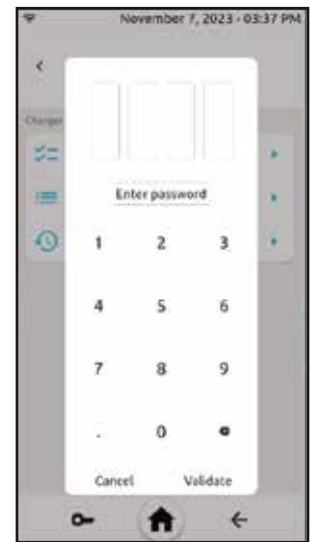 November 7, 2023 - 03:37 PM
Charger
Enter password
1 2 3
4 5 6
7 8 9
. 0
Cancel Validate